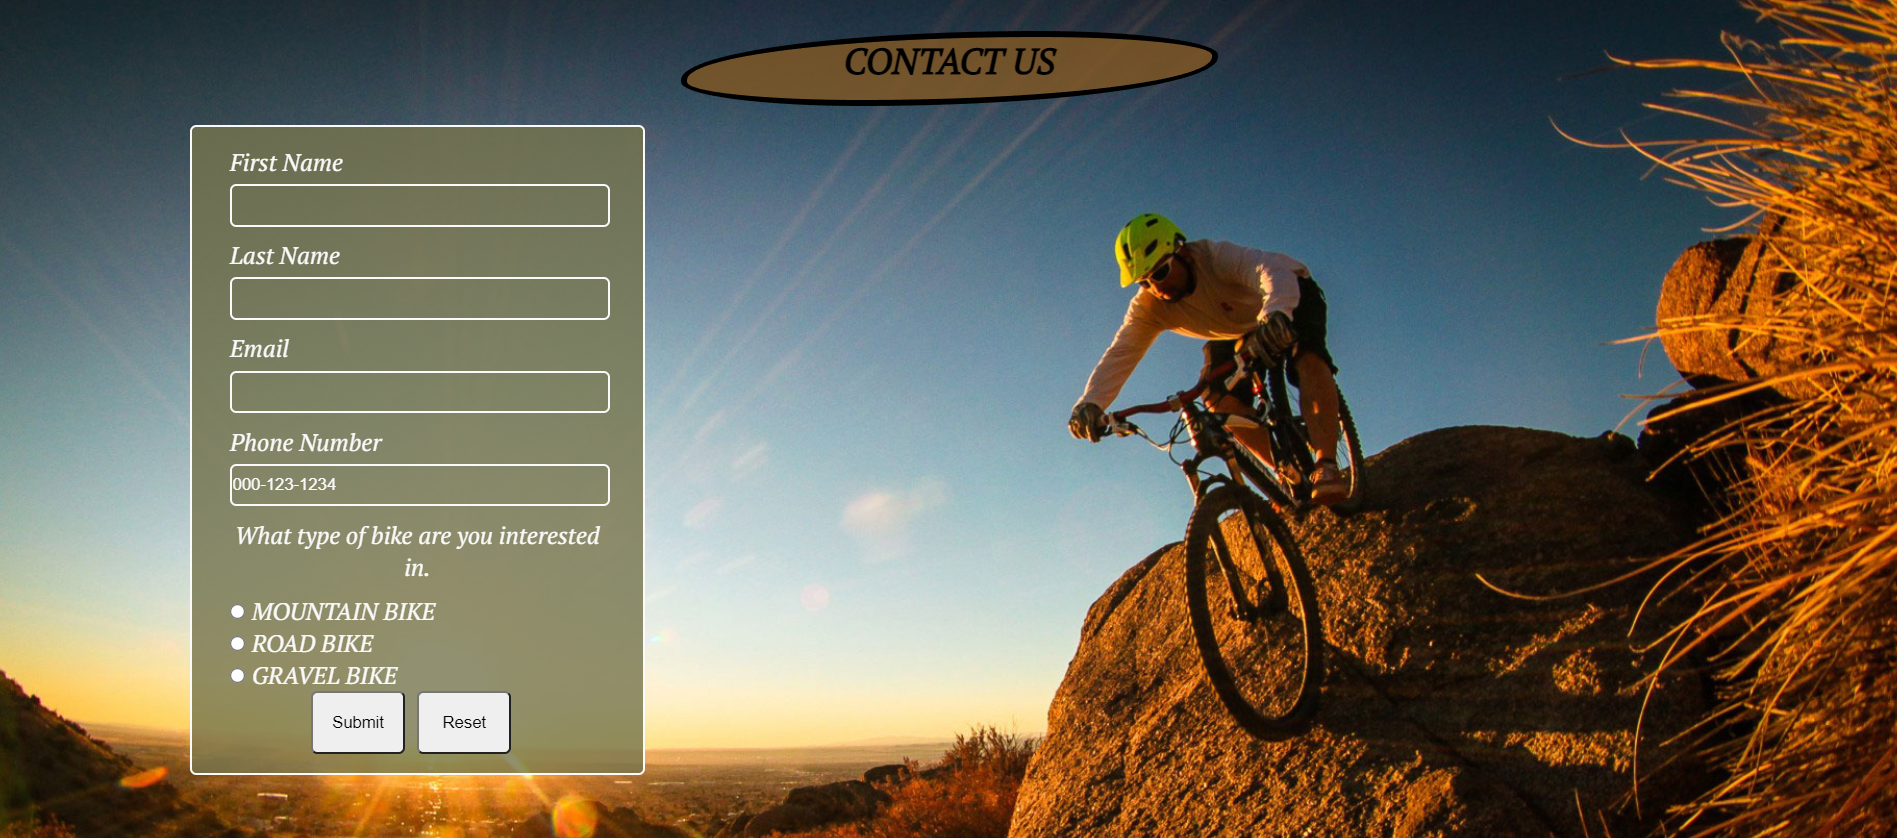 CONTACT US
First Name
Last Name
Email
Phone Number
000-123-1234
What type of bike are you interested
in.
MOUNTAIN BIKE
ROAD BIKE
GRAVEL BIKE
Submit Reset